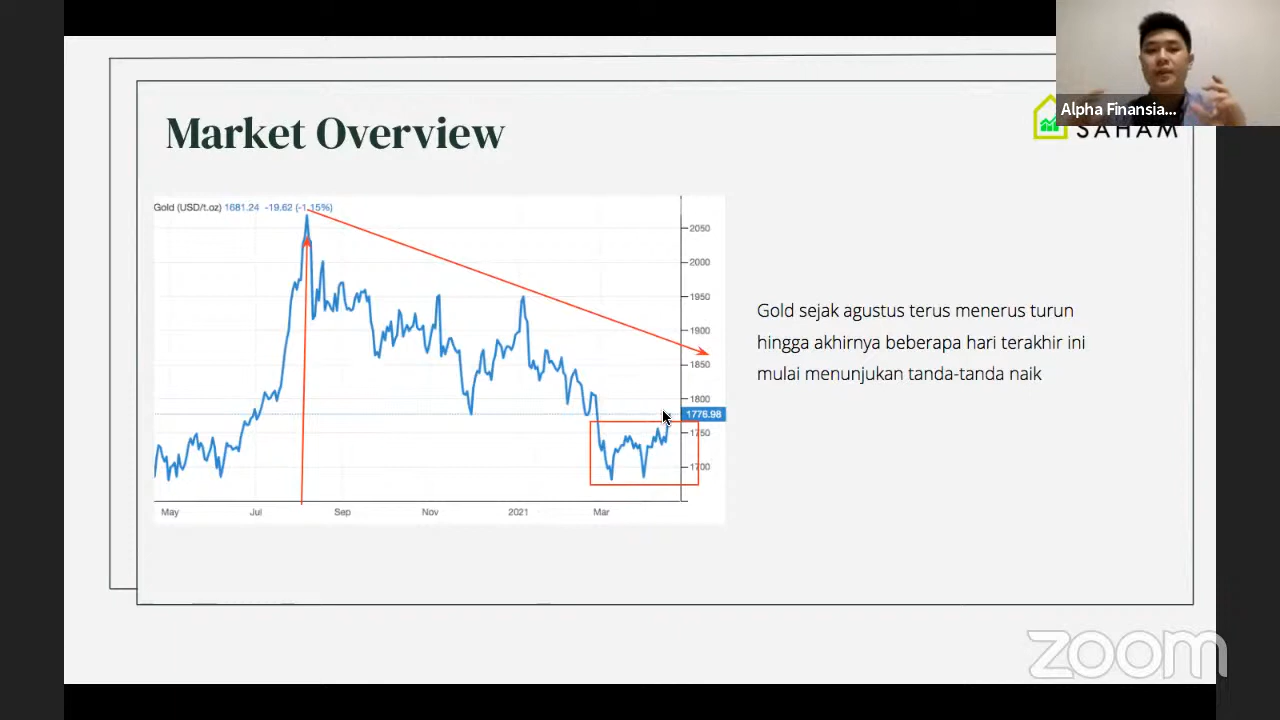 Alpha Finansia...
SAHAM
Market Overview
Gold (USD/t.oz) 1681.24 -19.62 (-1.15%)
2050
2000
1950
1900
1850
1800
1776.98
1750
1700
May Jul Sep Nov 2021 Mar
Gold sejak agustus terus menerus turun
hingga akhirnya beberapa hari terakhir ini
mulai menunjukan tanda-tanda naik
zoom